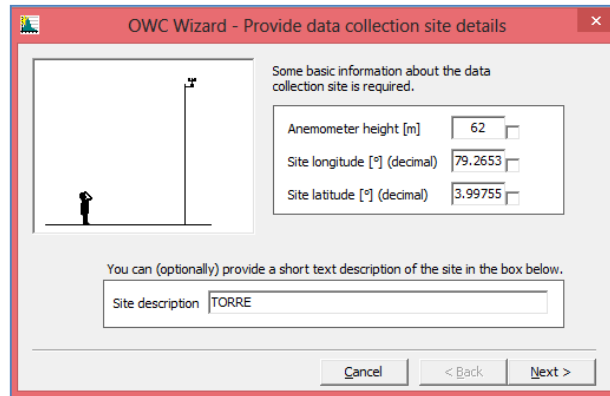 OWC Wizard - Provide data collection site details
Some basic information about the data
collection site is required.
Anemometer height [m] 62
Site longitude [º] (decimal) 79.2653
Site latitude [º] (decimal) 3.99755
You can (optionally) provide a short text description of the site in the box below.
Site description TORRE
Cancel < Back Next >